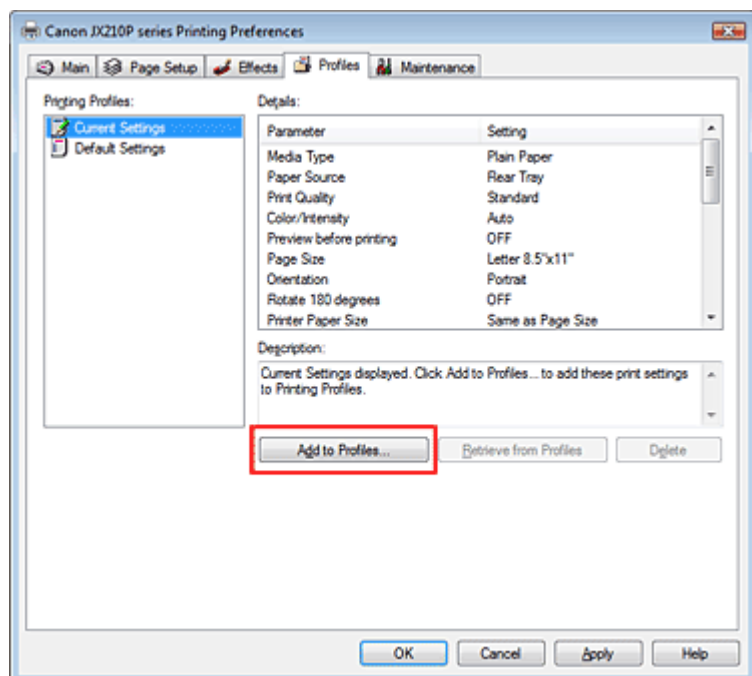 Canon JX210P series Printing Preferences
Main Page Setup Effects Profiles Maintenance
Printing Profiles:
Current Settings
Default Settings
Details:
Parameter Setting
Media Type Plain Paper
Paper Source Rear Tray
Print Quality Standard
Color/Intensity Auto
Preview before printing OFF
Page Size Letter 8.5"x11"
Orientation Portrait
Rotate 180 degrees OFF
Printer Paper Size Same as Page Size
Description:
Current Settings displayed. Click Add to Profiles... to add these print settings
to Printing Profiles.
Add to Profiles... Retrieve from Profiles Delete
OK Cancel Apply Help